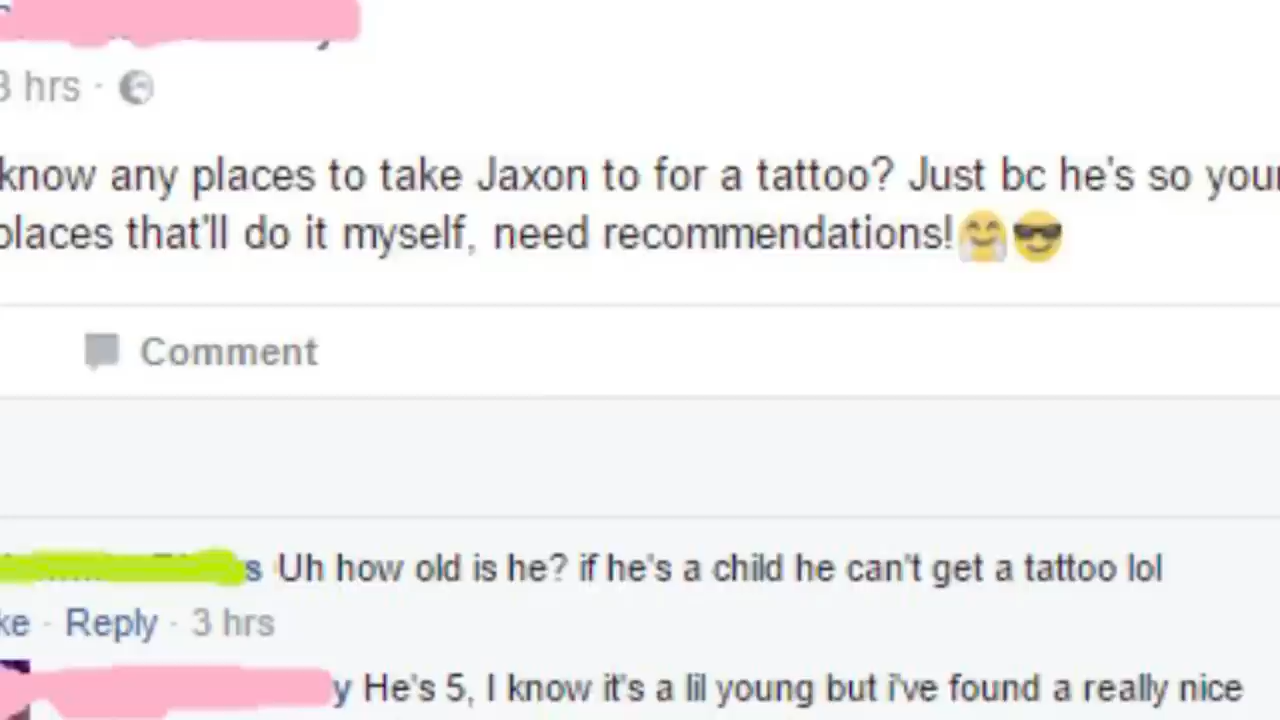 3 hrs ·
know any places to take Jaxon to for a tattoo? Just bc he's so
places that'll do it myself, need recommendations!🤗😎
Comment
Uh how old is he? if he's a child he can't get a tattoo lol
Reply · 3 hrs
y He's 5, I know it's a lil young but i've found a really nice